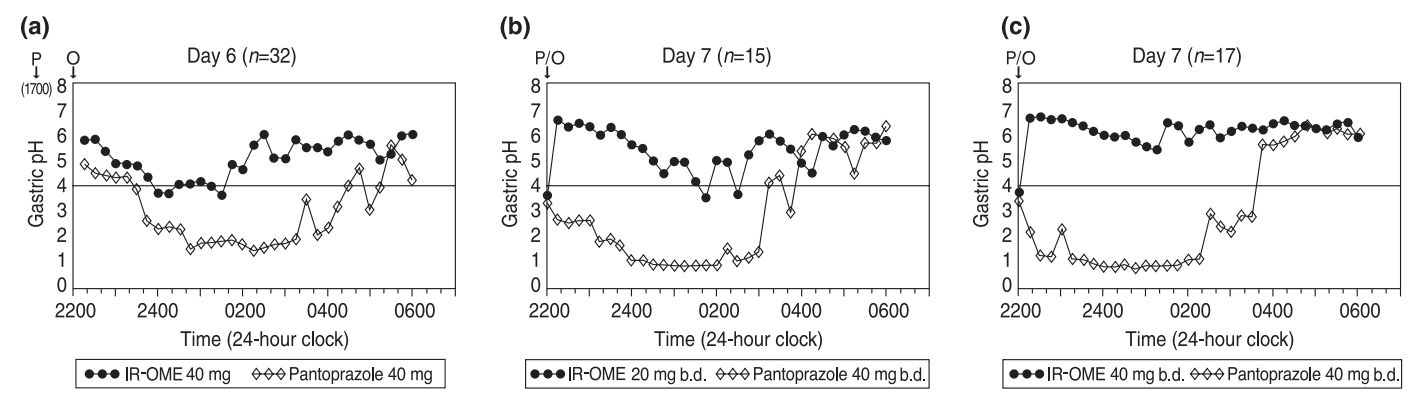 (a)
P O Day 6 (n=32)
(1700)
8
7
6
5
4
3
2
1
0
Gastric pH
2200 2400 0200 0400 0600
Time (24-hour clock)
IR-OME 40 mg Pantoprazole 40 mg
(b)
P/O Day 7 (n=15)
8
7
6
5
4
3
2
1
0
Gastric pH
2200 2400 0200 0400 0600
Time (24-hour clock)
IR-OME 20 mg b.d. Pantoprazole 40 mg b.d.
(c)
P/O Day 7 (n=17)
8
7
6
5
4
3
2
1
0
Gastric pH
2200 2400 0200 0400 0600
Time (24-hour clock)
IR-OME 40 mg b.d. Pantoprazole 40 mg b.d.